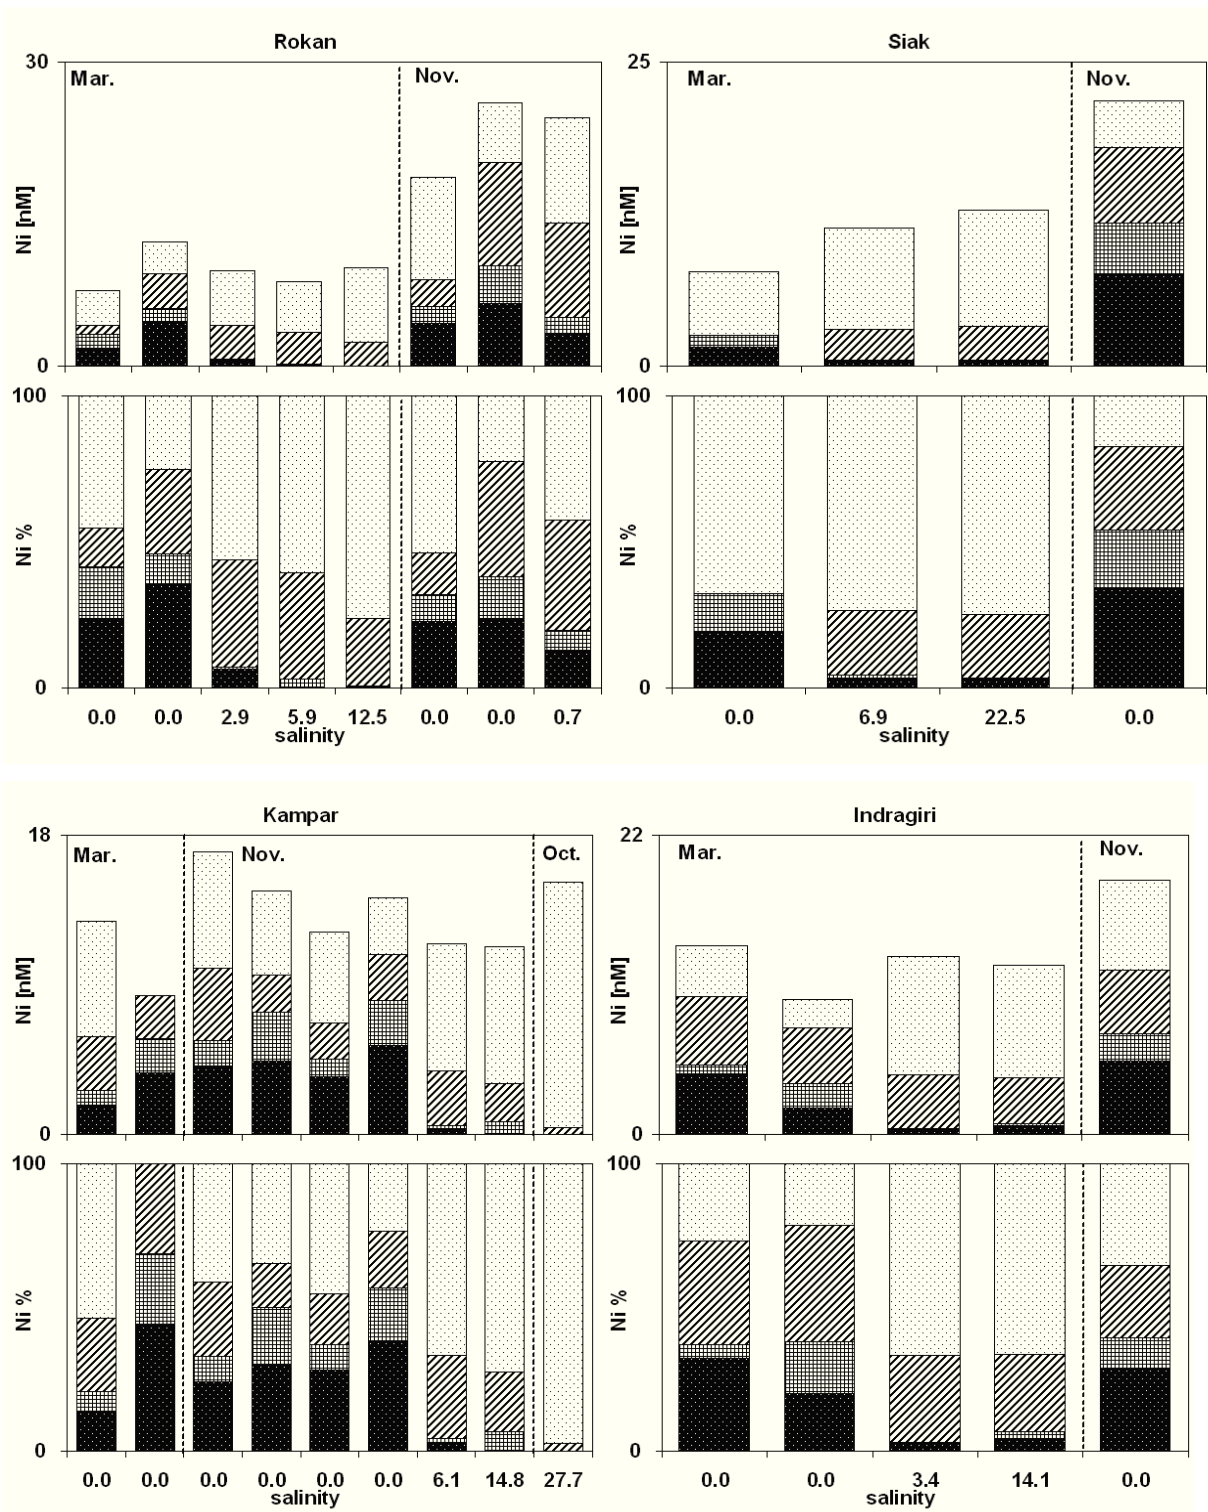 Rokan
30
Mar.
Nov.
Ni [nM]
0
100
Ni %
0
0.0 0.0 2.9 5.9 12.5 0.0 0.0 0.7
salinity
Siak
25
Mar.
Nov.
Ni [nM]
0
100
Ni %
0
0.0 6.9 22.5 0.0
salinity
Kampar
18
Mar.
Nov.
Oct.
Ni [nM]
0
100
Ni %
0
0.0 0.0 0.0 0.0 0.0 0.0 6.1 14.8 27.7
salinity
Indragiri
22
Mar.
Nov.
Ni [nM]
0
100
Ni %
0
0.0 0.0 3.4 14.1 0.0
salinity